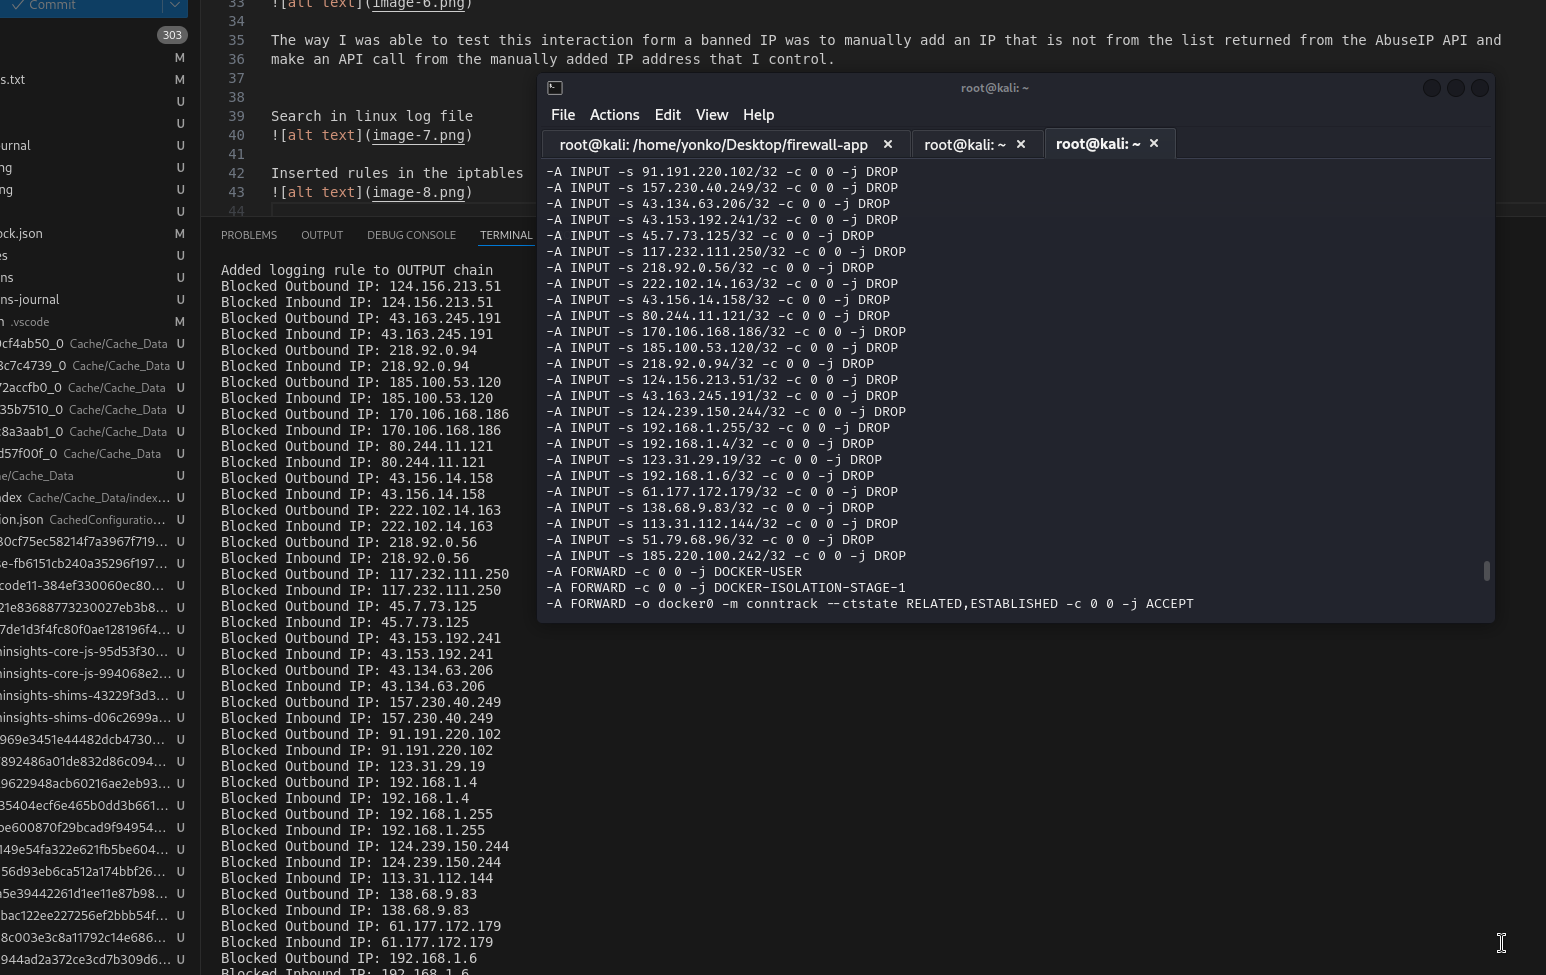 Commit
303
M
s.txt M
U
U
urnal U
ng U
ng U
U
ock.json M
es U
ns U
ns-journal U
.vscode M
cf4ab50_0 Cache/Cache_Data U
8c7c4739_0 Cache/Cache_Data U
72accfb0_0 Cache/Cache_Data U
35b7510_0 Cache/Cache_Data U
c8a3aab1_0 Cache/Cache_Data U
d57f00f_0 Cache/Cache_Data U
e/Cache_Data U
ndex Cache/Cache_Data/index... U
ion.json CachedConfiguratio... U
30cf75ec58214f7a3967f719... U
se-fb6151cb240a35296f197... U
code11-384ef330060ec80... U
21e83688773230027eb3b8... U
7de1d3f4fc80f0ae128196f4... U
ninsights-core-js-95d53f30... U
ninsights-core-js-994068e2... U
ninsights-shims-43229f3d3... U
ninsights-shims-d06c2699a... U
969e3451e44482dcb4730... U
7892486a01de832d86c094... U
29622948acb60216ae2eb93... U
35404ecf6e465b0dd3b661... U
be600870f29bcad9f94954... U
149e54fa322e621fb5be604... U
56d93eb6ca512a174bbf26... U
a5e39442261d1ee11e87b98... U
bac122ee227256ef2bbb54f... U
8c003e3c8a11792c14e686... U
944ad2a372ce3cd7b309d6... U
33 ![alt text](image-6.png)
34
35 The way I was able to test this interaction form a banned IP was to manually add an IP that is not from the list returned from the AbuseIP API and
36 make an API call from the manually added IP address that I control.
37
38
39 Search in linux log file
40 ![alt text](image-7.png)
41
42 Inserted rules in the iptables
43 ![alt text](image-8.png)
44
PROBLEMS OUTPUT DEBUG CONSOLE TERMINAL
Added logging rule to OUTPUT chain
Blocked Outbound IP: 124.156.213.51
Blocked Inbound IP: 124.156.213.51
Blocked Outbound IP: 43.163.245.191
Blocked Inbound IP: 43.163.245.191
Blocked Outbound IP: 218.92.0.94
Blocked Inbound IP: 218.92.0.94
Blocked Outbound IP: 185.100.53.120
Blocked Inbound IP: 185.100.53.120
Blocked Outbound IP: 170.106.168.186
Blocked Inbound IP: 170.106.168.186
Blocked Outbound IP: 80.244.11.121
Blocked Inbound IP: 80.244.11.121
Blocked Outbound IP: 43.156.14.158
Blocked Inbound IP: 43.156.14.158
Blocked Outbound IP: 222.102.14.163
Blocked Inbound IP: 222.102.14.163
Blocked Outbound IP: 218.92.0.56
Blocked Inbound IP: 218.92.0.56
Blocked Outbound IP: 117.232.111.250
Blocked Inbound IP: 117.232.111.250
Blocked Outbound IP: 45.7.73.125
Blocked Inbound IP: 45.7.73.125
Blocked Outbound IP: 43.153.192.241
Blocked Inbound IP: 43.153.192.241
Blocked Outbound IP: 43.134.63.206
Blocked Inbound IP: 43.134.63.206
Blocked Outbound IP: 157.230.40.249
Blocked Inbound IP: 157.230.40.249
Blocked Outbound IP: 91.191.220.102
Blocked Inbound IP: 91.191.220.102
Blocked Outbound IP: 123.31.29.19
Blocked Outbound IP: 192.168.1.4
Blocked Inbound IP: 192.168.1.4
Blocked Outbound IP: 192.168.1.255
Blocked Inbound IP: 192.168.1.255
Blocked Outbound IP: 124.239.150.244
Blocked Inbound IP: 124.239.150.244
Blocked Inbound IP: 113.31.112.144
Blocked Outbound IP: 138.68.9.83
Blocked Inbound IP: 138.68.9.83
Blocked Outbound IP: 61.177.172.179
Blocked Inbound IP: 61.177.172.179
Blocked Outbound IP: 192.168.1.6
Blocked Inbound IP: 192.168.1.6
root@kali: ~
File Actions Edit View Help
root@kali: /home/yonko/Desktop/firewall-app × root@kali: ~ × root@kali: ~ ×
-A INPUT -s 91.191.220.102/32 -c 0 0 -j DROP
-A INPUT -s 157.230.40.249/32 -c 0 0 -j DROP
-A INPUT -s 43.134.63.206/32 -c 0 0 -j DROP
-A INPUT -s 43.153.192.241/32 -c 0 0 -j DROP
-A INPUT -s 45.7.73.125/32 -c 0 0 -j DROP
-A INPUT -s 117.232.111.250/32 -c 0 0 -j DROP
-A INPUT -s 218.92.0.56/32 -c 0 0 -j DROP
-A INPUT -s 222.102.14.163/32 -c 0 0 -j DROP
-A INPUT -s 43.156.14.158/32 -c 0 0 -j DROP
-A INPUT -s 80.244.11.121/32 -c 0 0 -j DROP
-A INPUT -s 170.106.168.186/32 -c 0 0 -j DROP
-A INPUT -s 185.100.53.120/32 -c 0 0 -j DROP
-A INPUT -s 218.92.0.94/32 -c 0 0 -j DROP
-A INPUT -s 124.156.213.51/32 -c 0 0 -j DROP
-A INPUT -s 43.163.245.191/32 -c 0 0 -j DROP
-A INPUT -s 124.239.150.244/32 -c 0 0 -j DROP
-A INPUT -s 192.168.1.255/32 -c 0 0 -j DROP
-A INPUT -s 192.168.1.4/32 -c 0 0 -j DROP
-A INPUT -s 123.31.29.19/32 -c 0 0 -j DROP
-A INPUT -s 192.168.1.6/32 -c 0 0 -j DROP
-A INPUT -s 61.177.172.179/32 -c 0 0 -j DROP
-A INPUT -s 138.68.9.83/32 -c 0 0 -j DROP
-A INPUT -s 113.31.112.144/32 -c 0 0 -j DROP
-A INPUT -s 51.79.68.96/32 -c 0 0 -j DROP
-A INPUT -s 185.220.100.242/32 -c 0 0 -j DROP
-A FORWARD -c 0 0 -j DOCKER-USER
-A FORWARD -c 0 0 -j DOCKER-ISOLATION-STAGE-1
-A FORWARD -o docker0 -m conntrack --ctstate RELATED,ESTABLISHED -c 0 0 -j ACCEPT